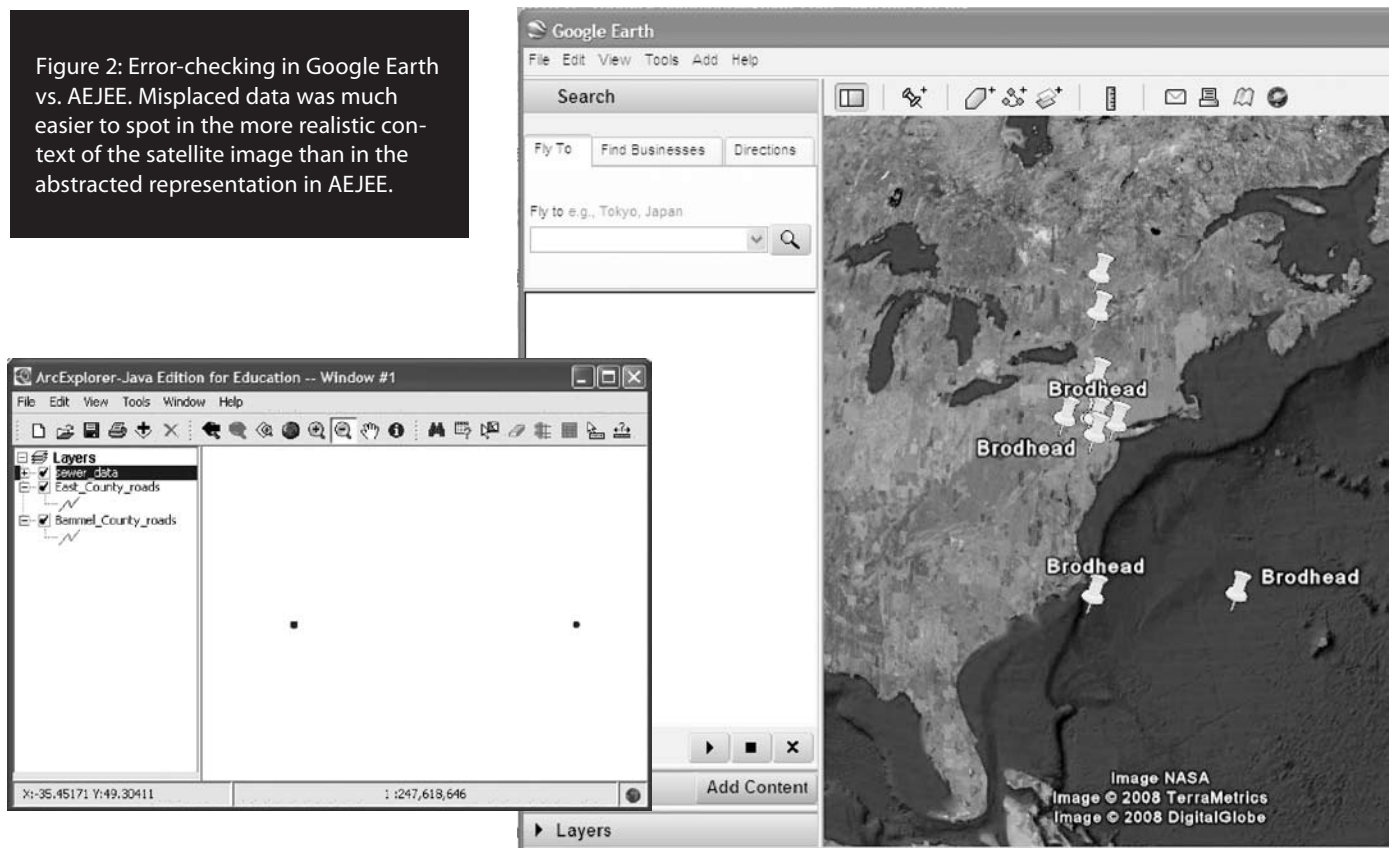 Figure 2: Error-checking in Google Earth
vs. AEJEE. Misplaced data was much
easier to spot in the more realistic con-
text of the satellite image than in the
abstracted representation in AEJEE.
Google Earth
File Edit View Tools Add Help
Search
Fly To Find Businesses Directions
Fly to e.g., Tokyo, Japan
Brodhead
Brodhead
Brodhead
Brodhead
Image NASA
Image © 2008 TerraMetrics
Image © 2008 DigitalGlobe
Add Content
Layers
ArcExplorer-Java Edition for Education -- Window #1
File Edit View Tools Window Help
Layers
sewer_data
East_County_roads
Bammel_County_roads
X:-35.45171 Y:49.30411
1 :247,618,646